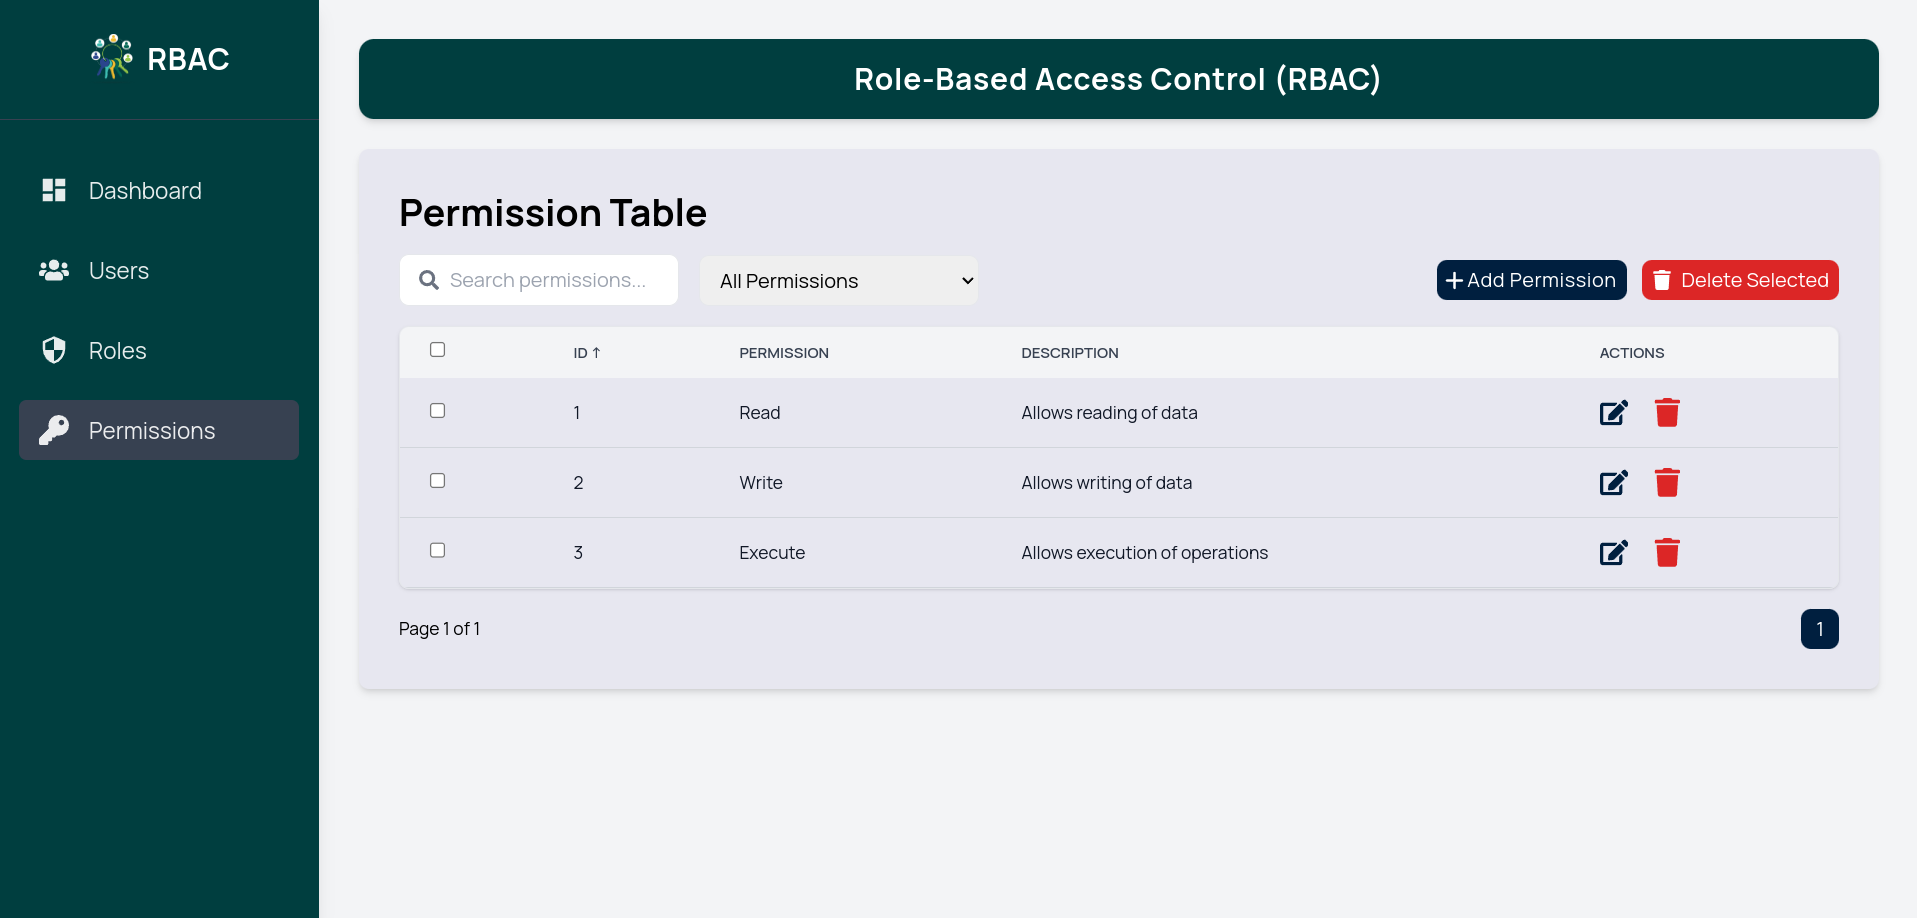 RBAC
Dashboard
Users
Roles
Permissions
Role-Based Access Control (RBAC)
Permission Table
Search permissions...
All Permissions
Add Permission
Delete Selected
ID ↑ PERMISSION DESCRIPTION ACTIONS
1 Read Allows reading of data
2 Write Allows writing of data
3 Execute Allows execution of operations
Page 1 of 1
1